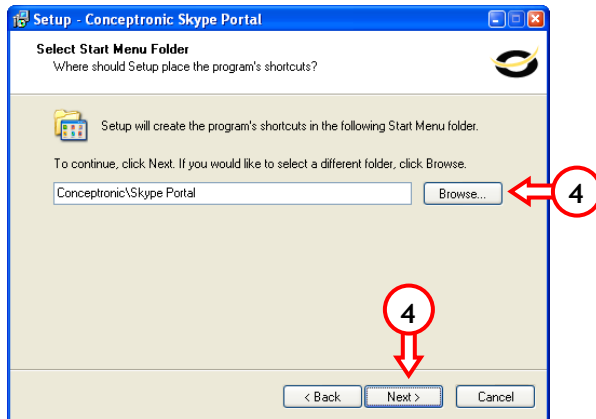 Setup - Conceptronic Skype Portal
Select Start Menu Folder
Where should Setup place the program's shortcuts?
Setup will create the program's shortcuts in the following Start Menu folder.
To continue, click Next. If you would like to select a different folder, click Browse.
Conceptronic\Skype Portal
Browse...
4
4
< Back
Next >
Cancel